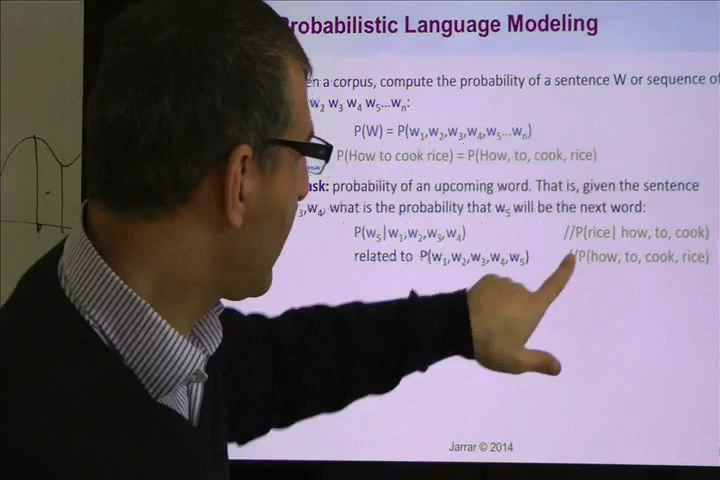 Probabilistic Language Modeling
en a corpus, compute the probability of a sentence W or sequence of
w₂ w₃ w₄ w₅…wₙ:
P(W) = P(w₁,w₂,w₃,w₄,w₅…wₙ)
P(How to cook rice) = P(How, to, cook, rice)
ask: probability of an upcoming word. That is, given the sentence
₃,w₄, what is the probability that w₅ will be the next word:
P(w₅|w₁,w₂,w₃,w₄) //P(rice| how, to, cook)
related to P(w₁,w₂,w₃,w₄,w₅) //P(how, to, cook, rice)
Jarrar © 2014